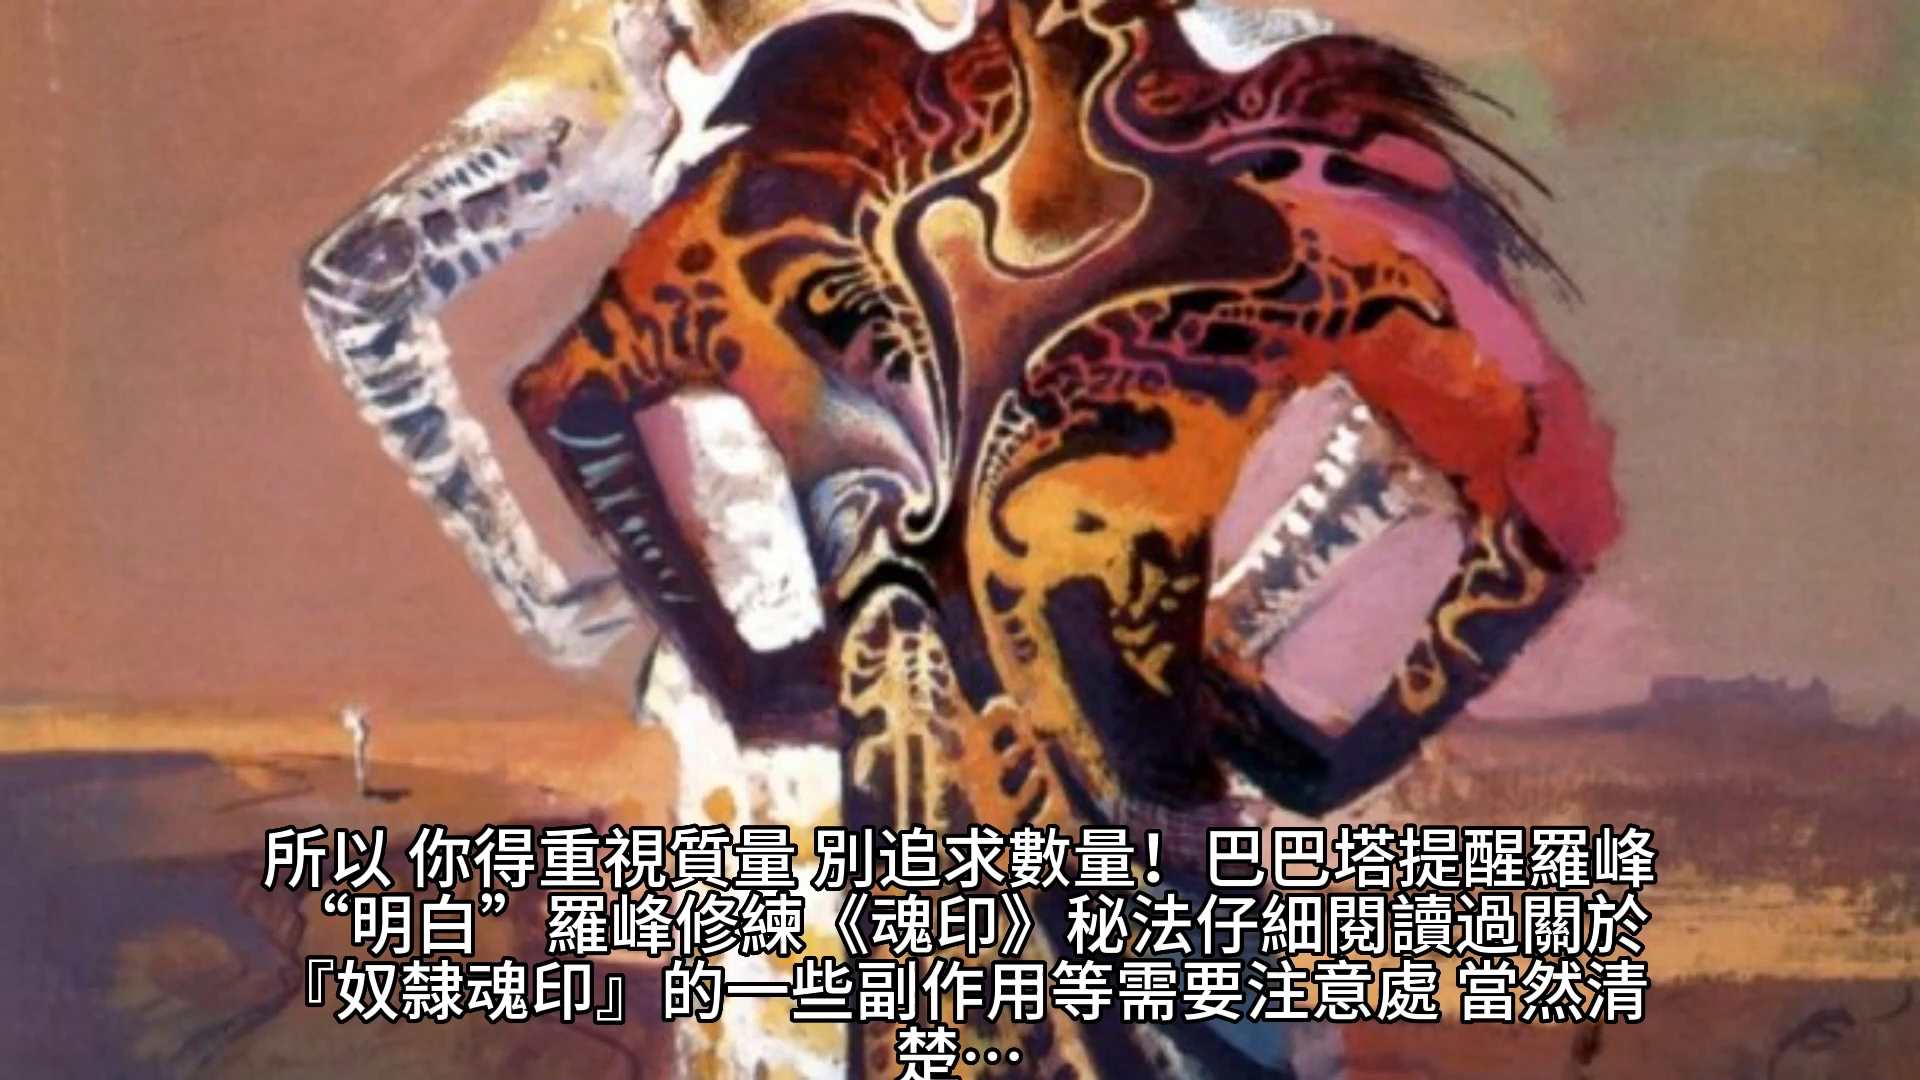 所以 你得重視質量 別追求數量！巴巴塔提醒羅峰
“明白”羅峰修練《魂印》秘法仔細閱讀過關於
『奴隸魂印』的一些副作用等需要注意處 當然清
楚…